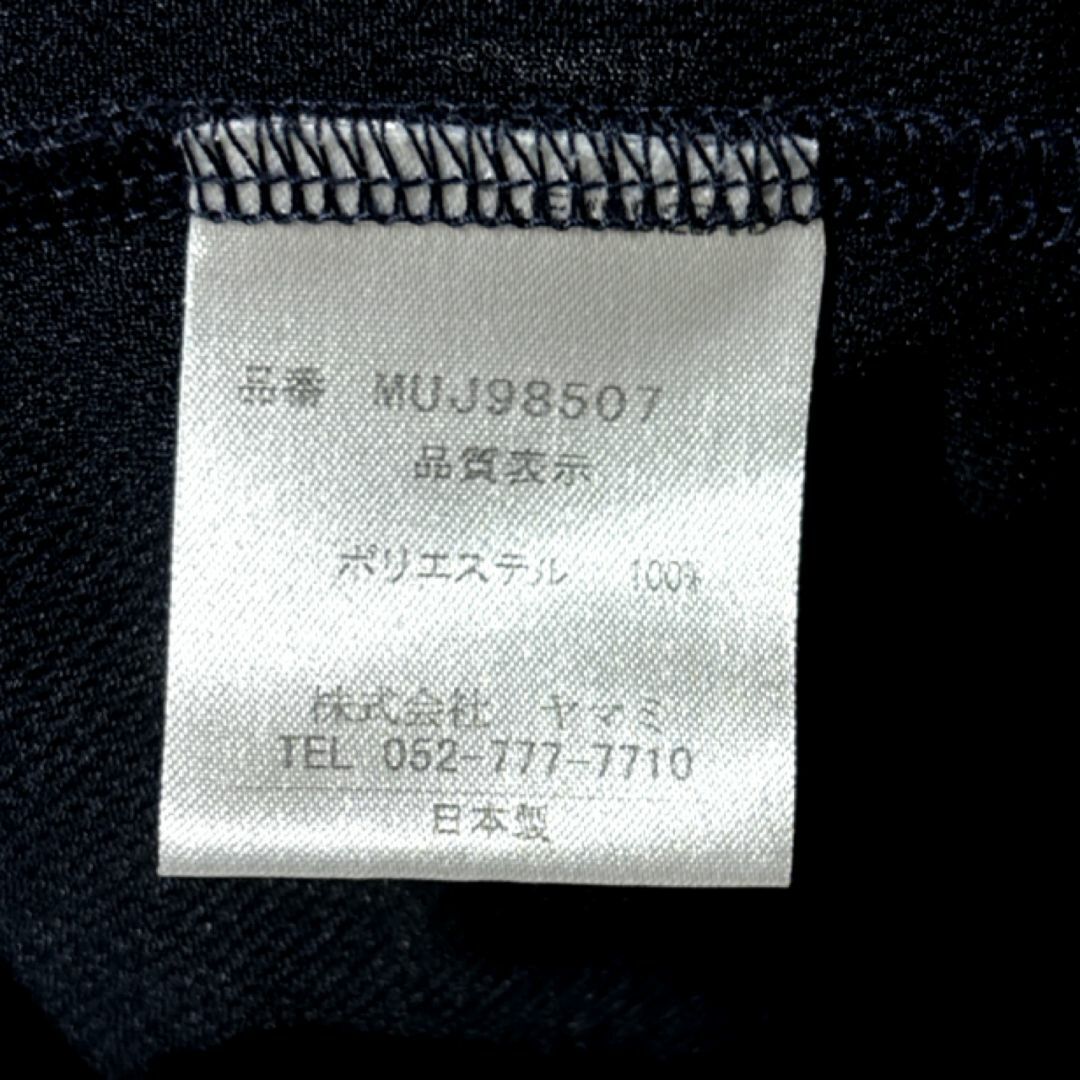 品番 MUJ98507
品質表示
ポリエステル 100%
株式会社 ヤマミ
TEL 052-777-7710
日本製